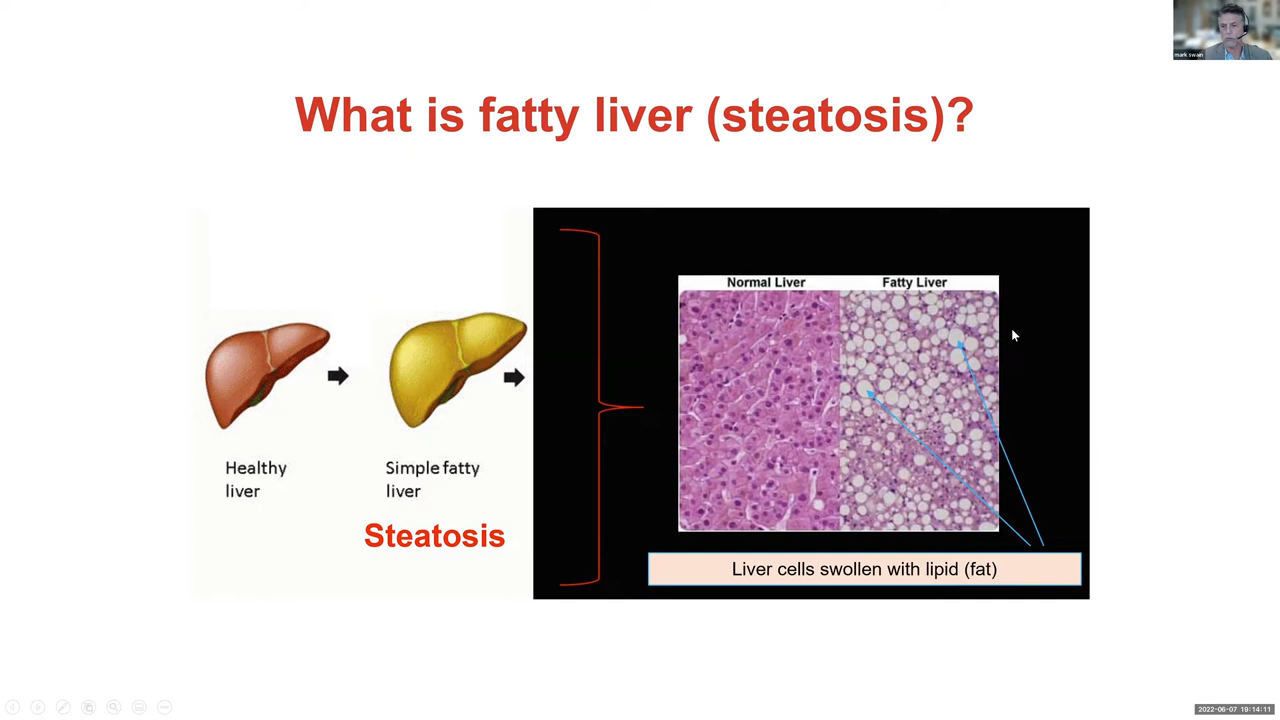 mark swain
What is fatty liver (steatosis)?
Normal Liver
Fatty Liver
Healthy
liver
Simple fatty
liver
Steatosis
Liver cells swollen with lipid (fat)
2022-06-07 19:14:11